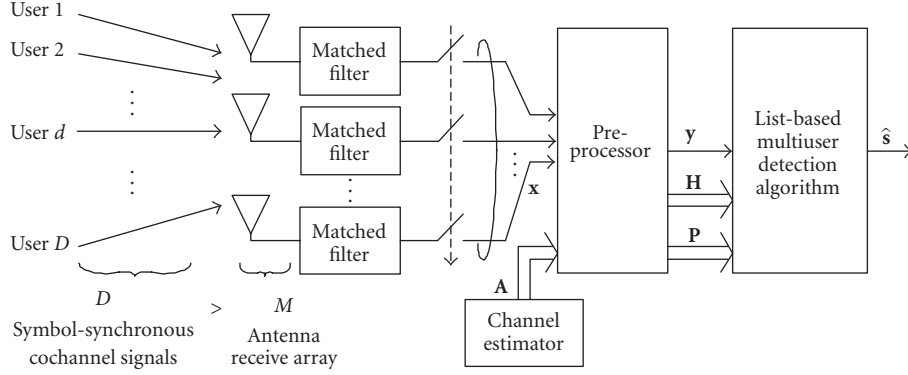 User 1
User 2
⋮
User d
⋮
User D
D
Symbol-synchronous
cochannel signals
>
M
Antenna
receive array
Matched
filter
Matched
filter
⋮
Matched
filter
⋮
x
A
Channel
estimator
Pre-
processor
y
H
P
List-based
multiuser
detection
algorithm
ŝ